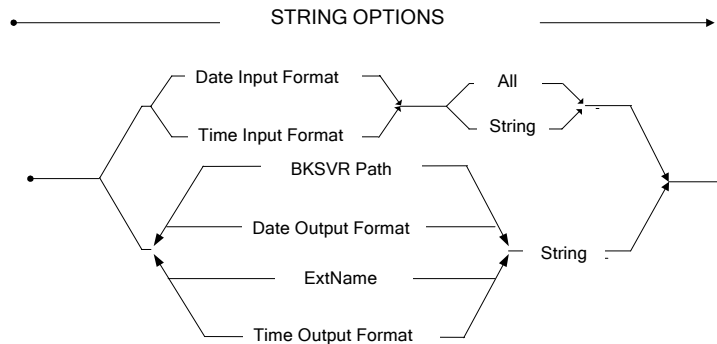 STRING OPTIONS
Date Input Format
All
Time Input Format
String
BKSVR Path
Date Output Format
String
ExtName
Time Output Format